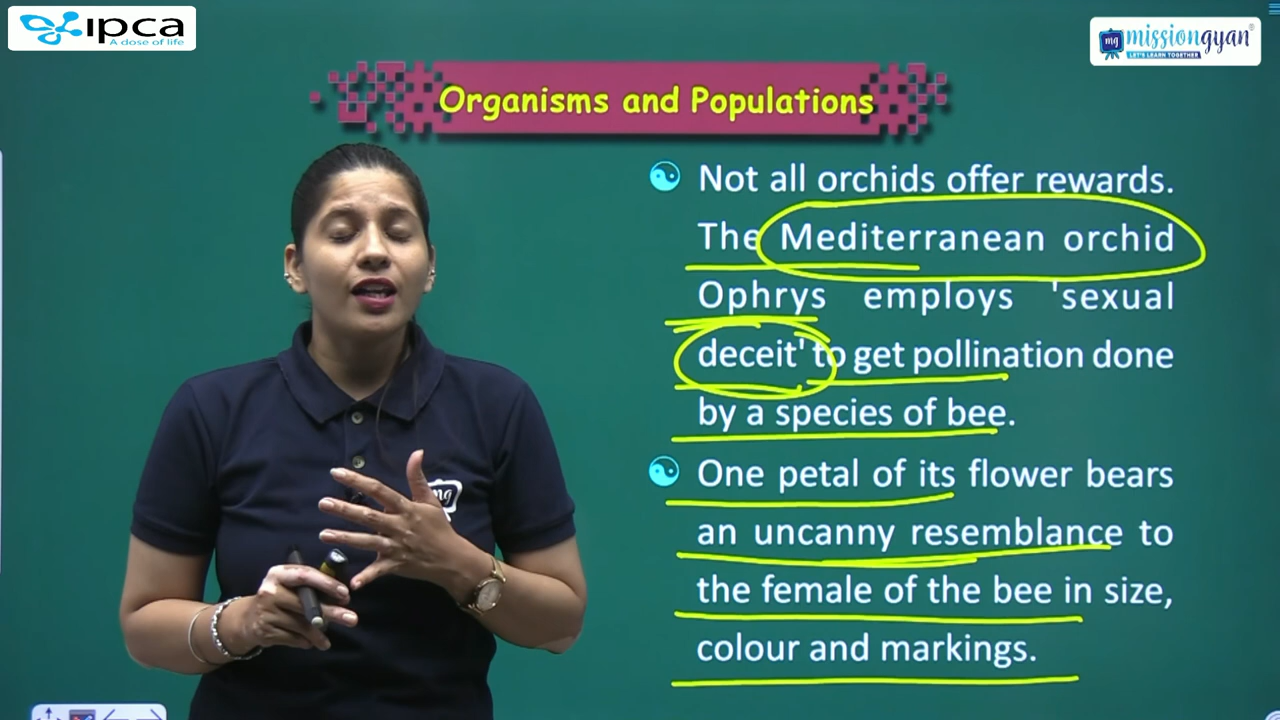 ipca
A dose of life
mg missiongyan
LET'S LEARN TOGETHER
Organisms and Populations
Not all orchids offer rewards.
The Mediterranean orchid
Ophrys employs 'sexual
deceit' to get pollination done
by a species of bee.
One petal of its flower bears
an uncanny resemblance to
the female of the bee in size,
colour and markings.
mg